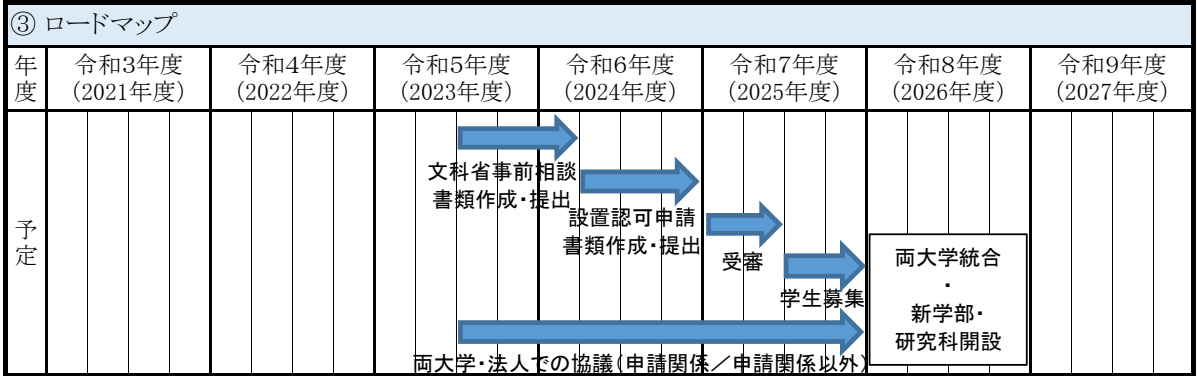 ③ ロードマップ
年度
令和3年度
(2021年度)
令和4年度
(2022年度)
令和5年度
(2023年度)
令和6年度
(2024年度)
令和7年度
(2025年度)
令和8年度
(2026年度)
令和9年度
(2027年度)
予定
文科省事前相談
書類作成・提出
設置認可申請
書類作成・提出
受審
学生募集
両大学・法人での協議(申請関係/申請関係以外)
両大学統合
・
新学部・
研究科開設